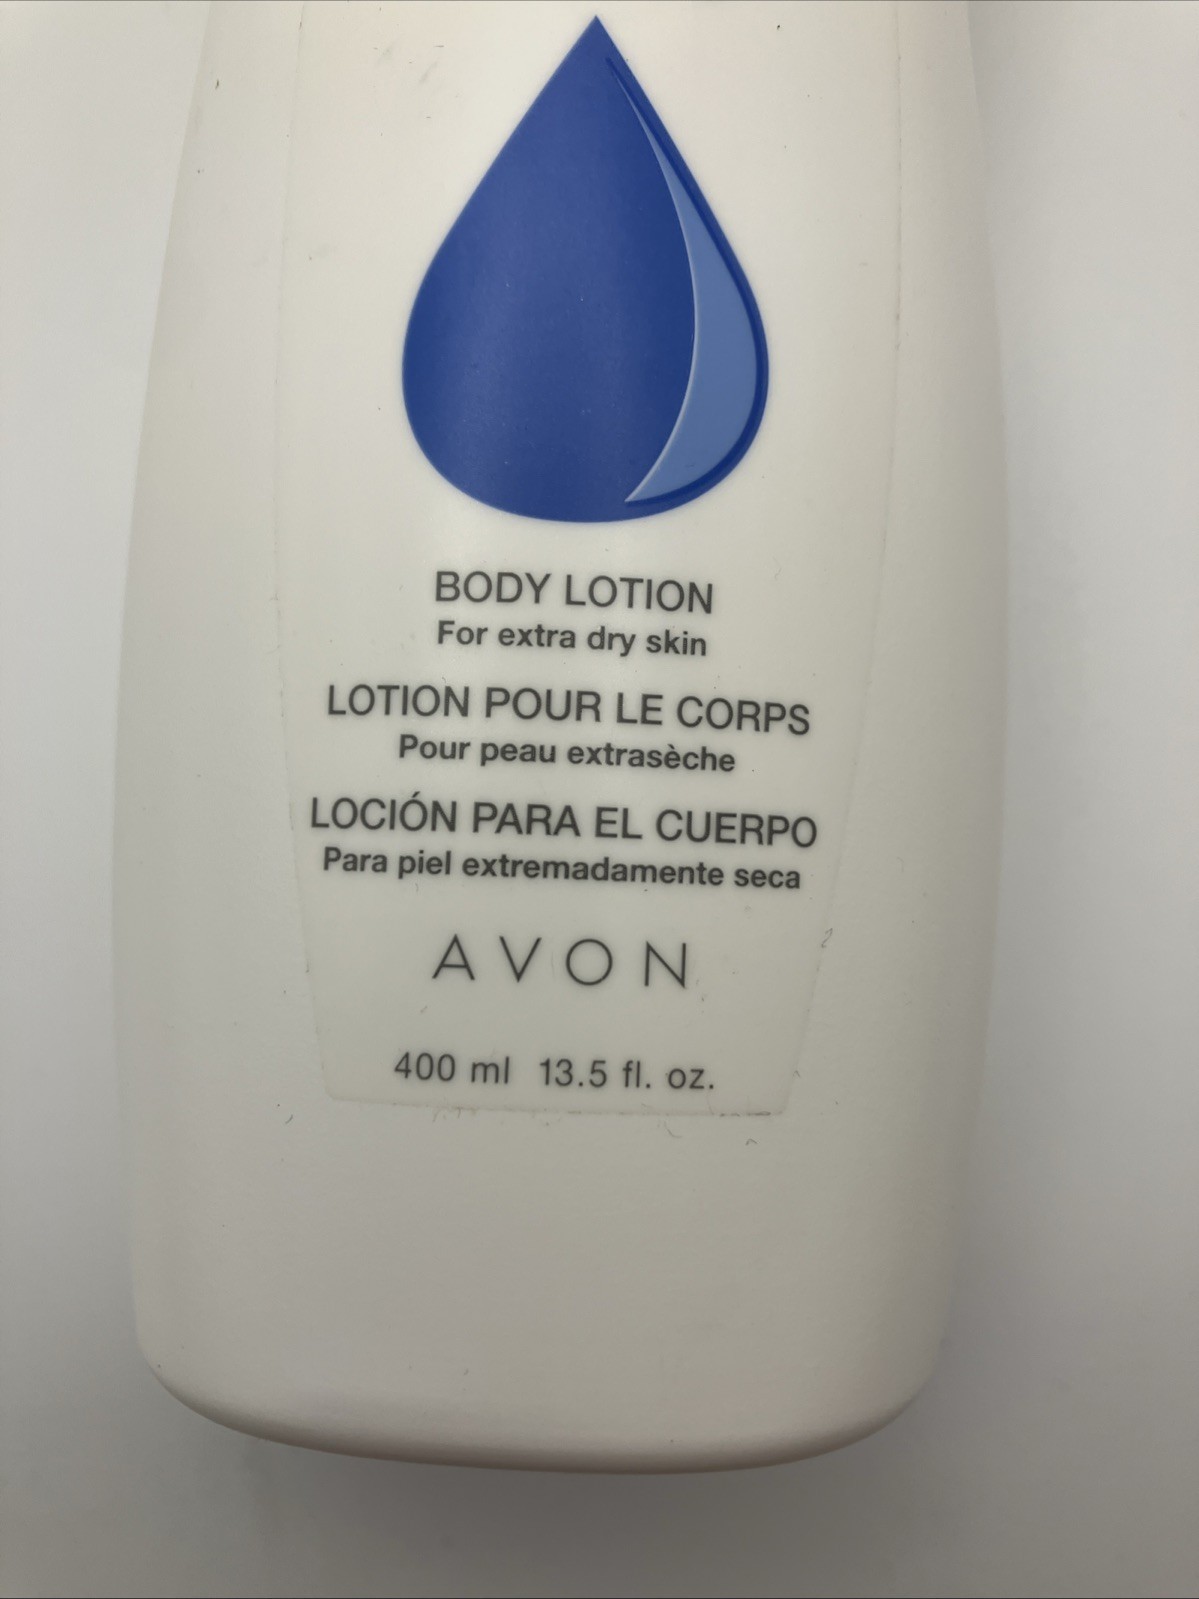 BODY LOTION
For extra dry skin
LOTION POUR LE CORPS
Pour peau extrasèche
LOCIÓN PARA EL CUERPO
Para piel extremadamente seca
AVON
400 ml 13.5 fl. oz.